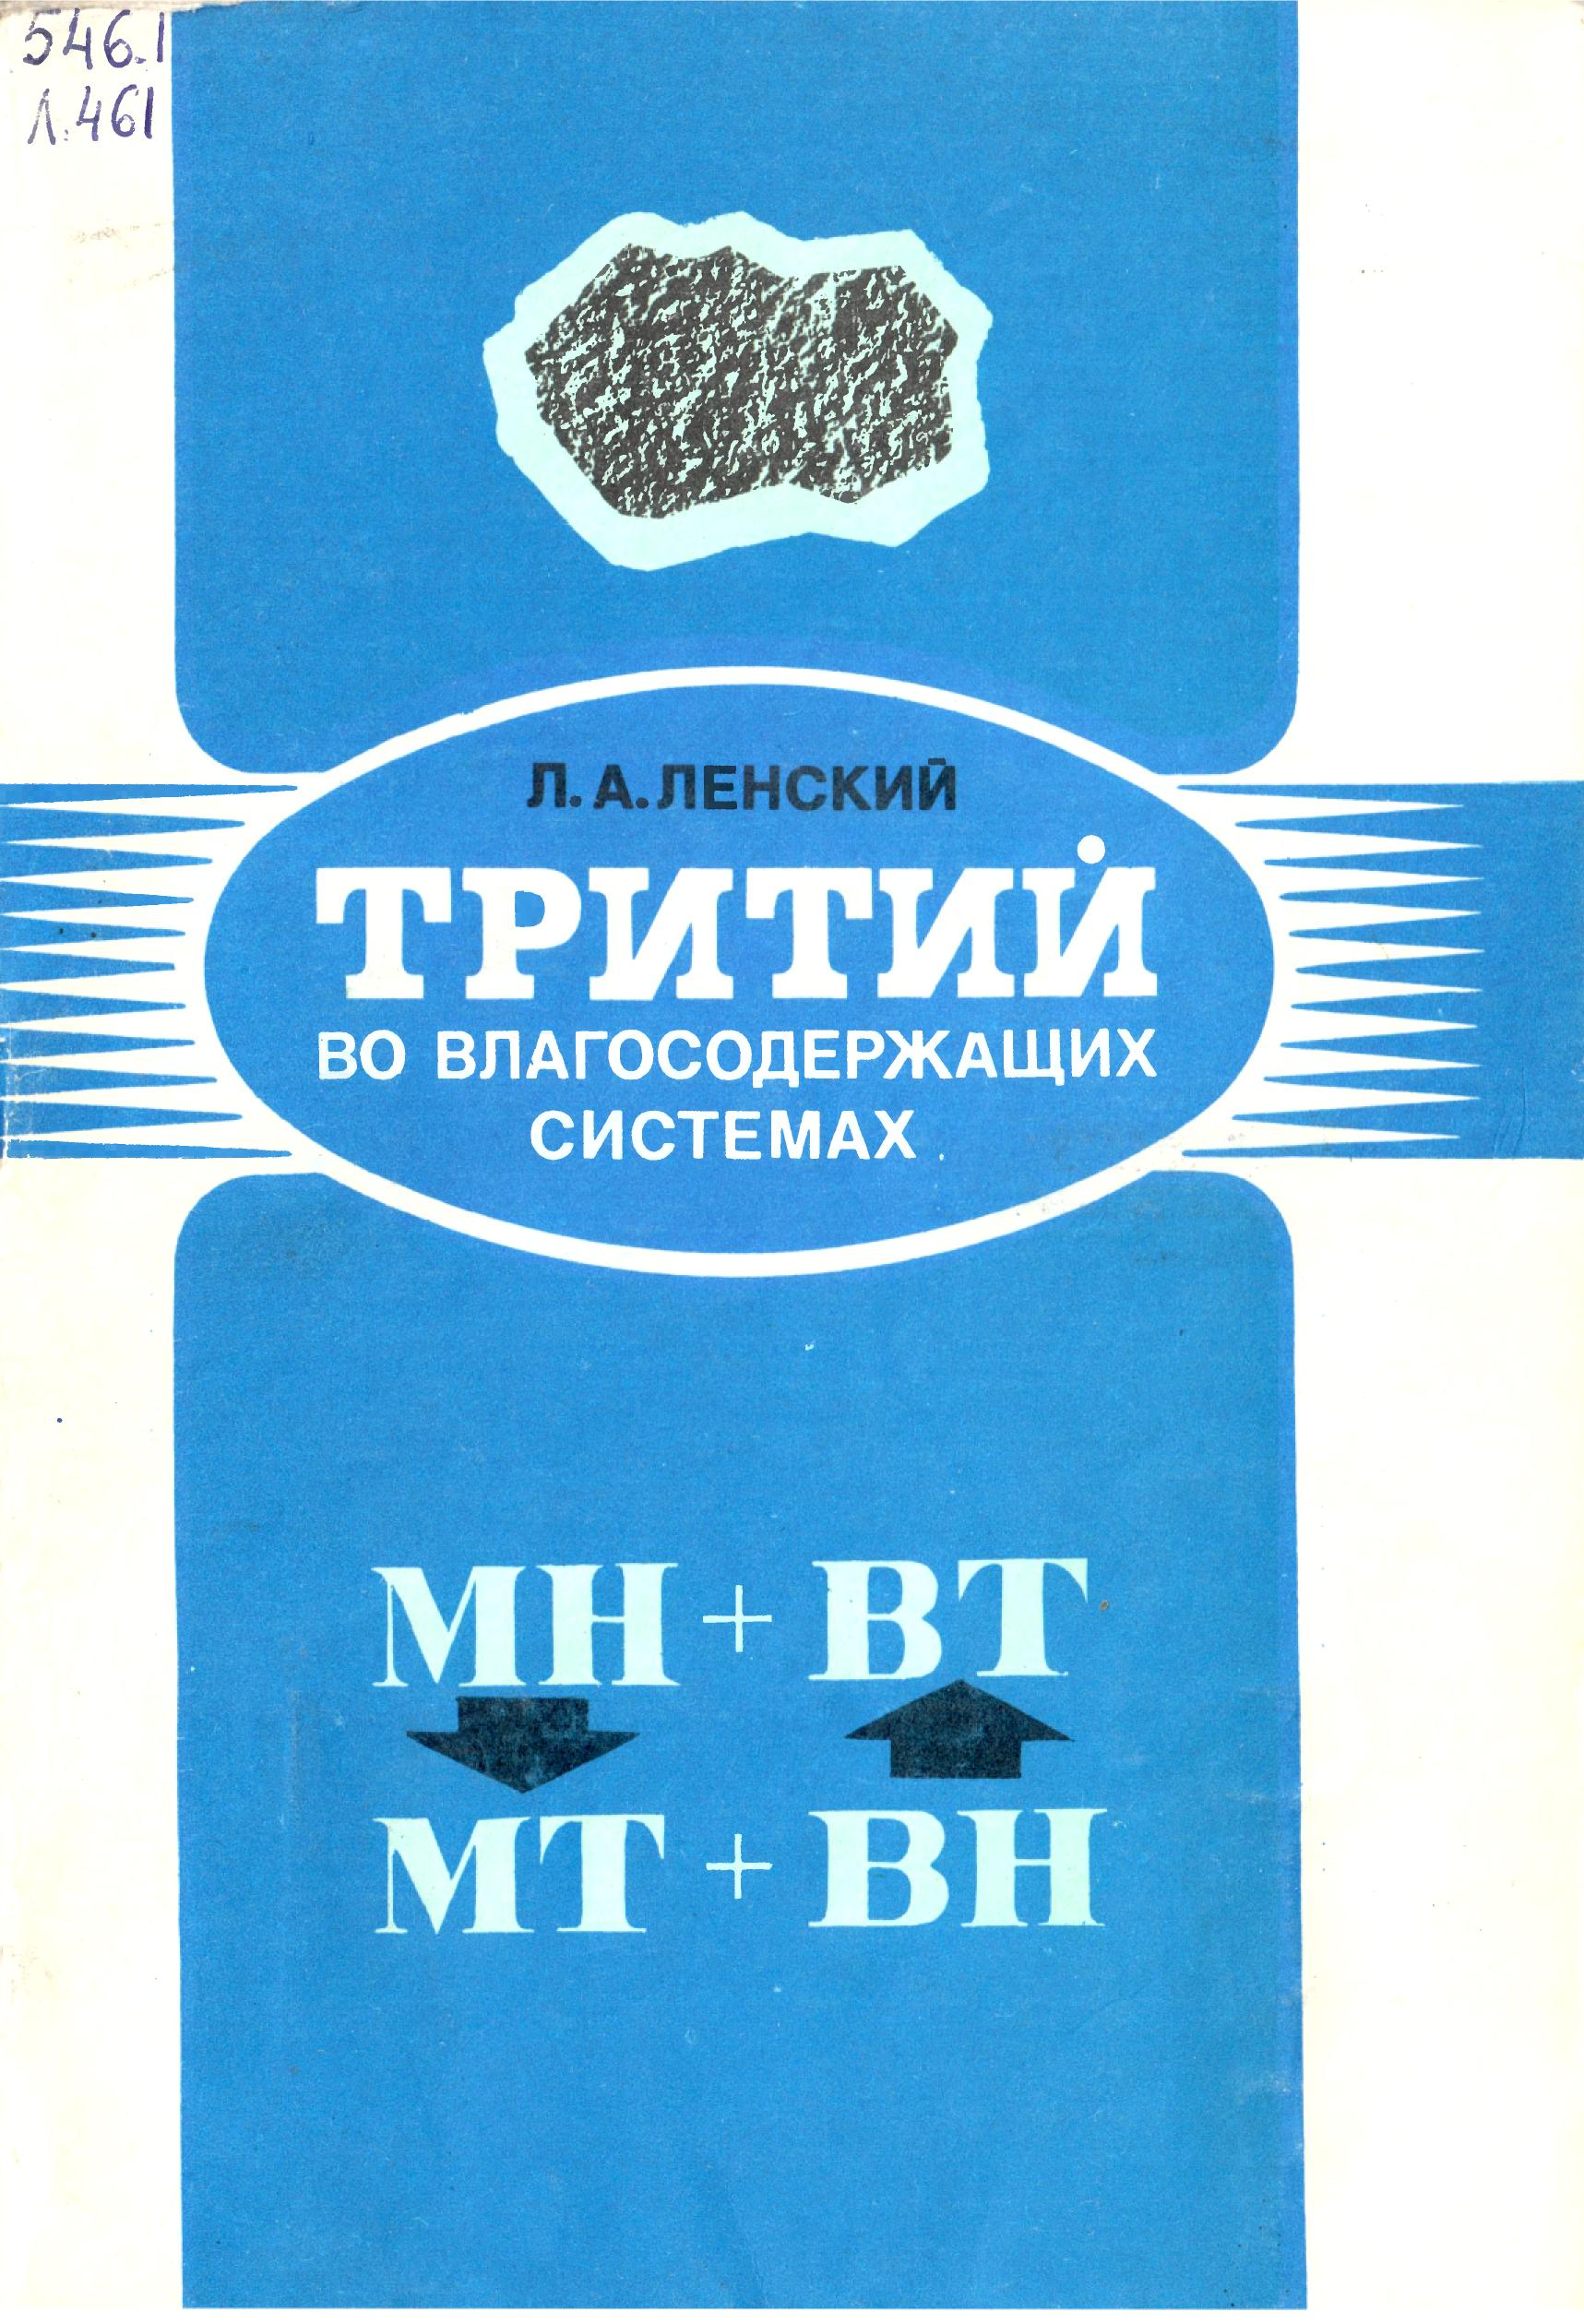 546.1
Л.461
Л. А. ЛЕНСКИЙ
ТРИТИЙ
ВО ВЛАГОСОДЕРЖАЩИХ
СИСТЕМАХ
МН + ВТ
МТ + ВН